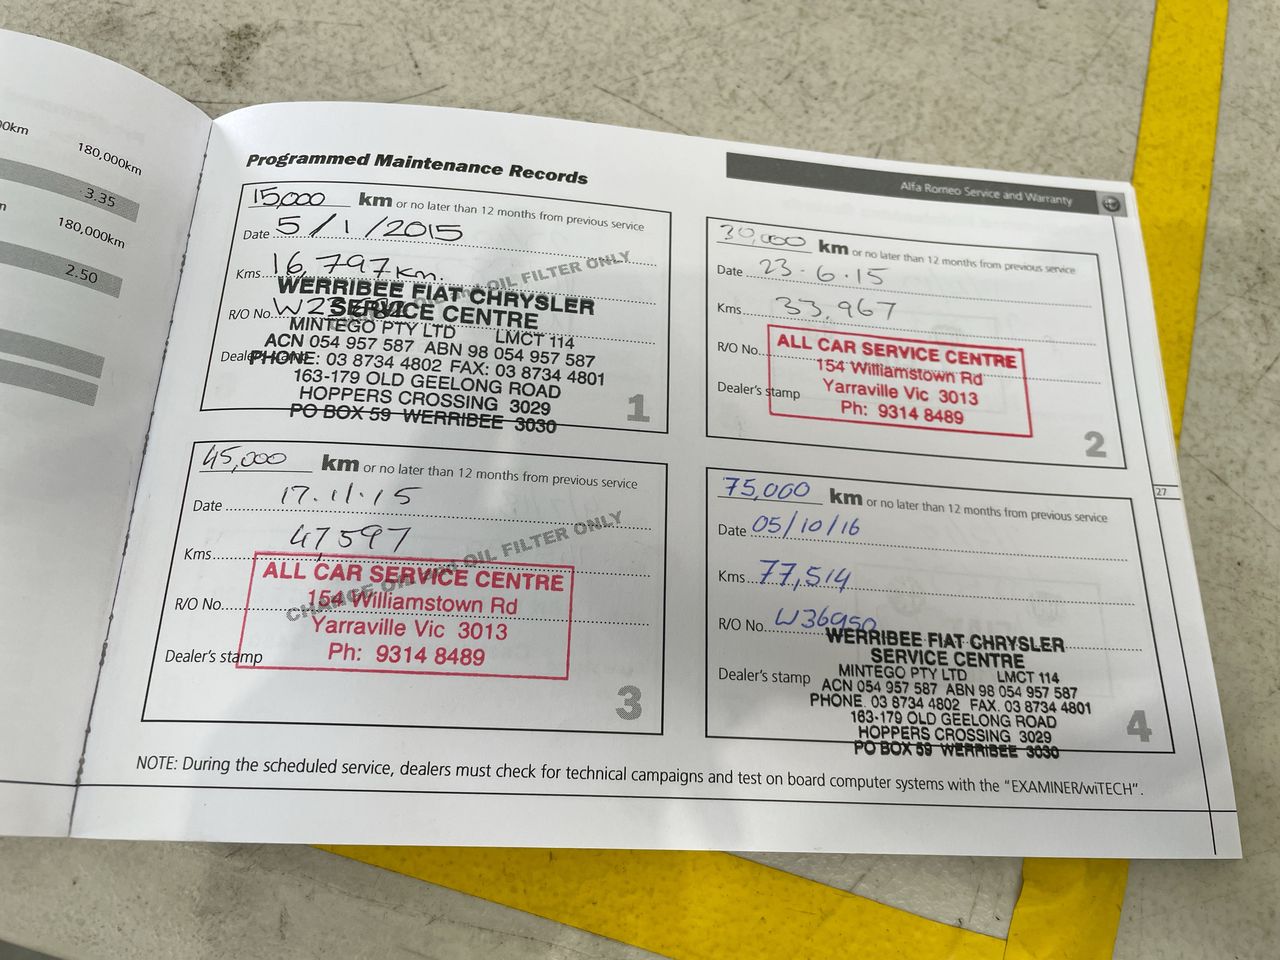 00km
180,000km
3.35
180,000km
2.50
Programmed Maintenance Records
Alfa Romeo Service and Warranty
15,000 km or no later than 12 months from previous service
Date 5/1/2015
Kms 16,797km.
CHANGE OIL and OIL FILTER ONLY
R/O No.
Dealer's stamp
WERRIBEE FIAT CHRYSLER
SERVICE CENTRE
MINTEGO PTY LTD LMCT 114
ACN 054 957 587 ABN 98 054 957 587
PHONE: 03 8734 4802 FAX: 03 8734 4801
163-179 OLD GEELONG ROAD
HOPPERS CROSSING 3029
PO BOX 59 WERRIBEE 3030
1
30,000 km or no later than 12 months from previous service
Date 23.6.15
Kms 33,967
R/O No.
Dealer's stamp
ALL CAR SERVICE CENTRE
154 Williamstown Rd
Yarraville Vic 3013
Ph: 9314 8489
2
45,000 km or no later than 12 months from previous service
Date 17.11.15
Kms 47,597
CHANGE OIL and OIL FILTER ONLY
R/O No.
Dealer's stamp
ALL CAR SERVICE CENTRE
154 Williamstown Rd
Yarraville Vic 3013
Ph: 9314 8489
3
75,000 km or no later than 12 months from previous service
Date 05/10/16
Kms 77,514
R/O No. W36950
Dealer's stamp
WERRIBEE FIAT CHRYSLER
SERVICE CENTRE
MINTEGO PTY LTD LMCT 114
ACN 054 957 587 ABN 98 054 957 587
PHONE. 03 8734 4802 FAX. 03 8734 4801
163-179 OLD GEELONG ROAD
HOPPERS CROSSING 3029
PO BOX 59 WERRIBEE 3030
4
27
NOTE: During the scheduled service, dealers must check for technical campaigns and test on board computer systems with the "EXAMINER/wiTECH".